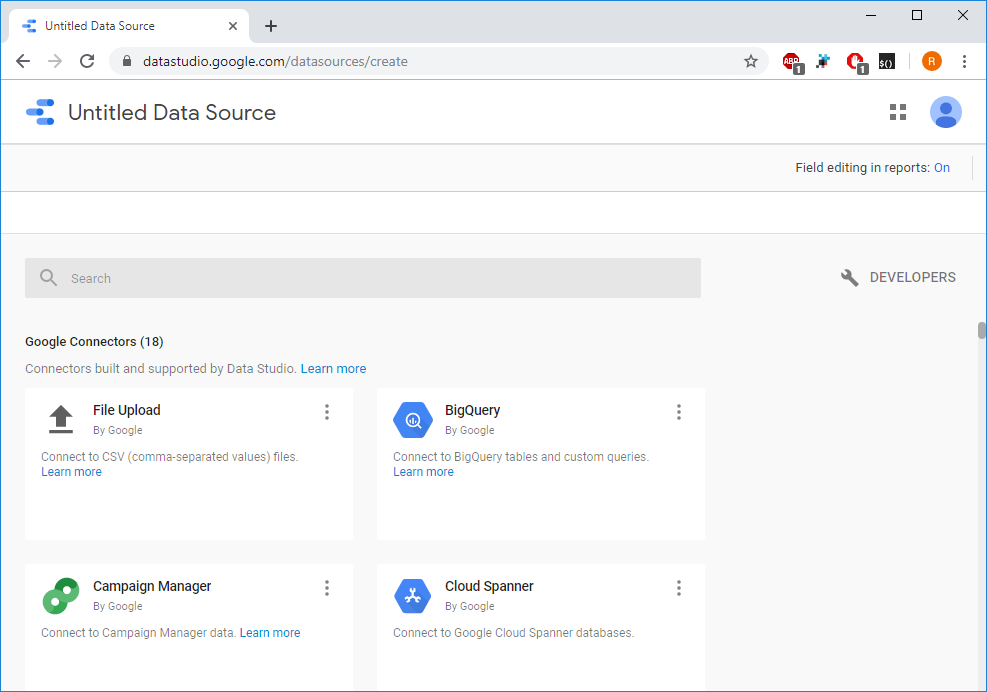 Untitled Data Source
datastudio.google.com/datasources/create
ABP
1
1
$()
R
Untitled Data Source
Field editing in reports: On
Search
DEVELOPERS
Google Connectors (18)
Connectors built and supported by Data Studio. Learn more
File Upload
By Google
Connect to CSV (comma-separated values) files.
Learn more
BigQuery
By Google
Connect to BigQuery tables and custom queries.
Learn more
Campaign Manager
By Google
Connect to Campaign Manager data. Learn more
Cloud Spanner
By Google
Connect to Google Cloud Spanner databases.